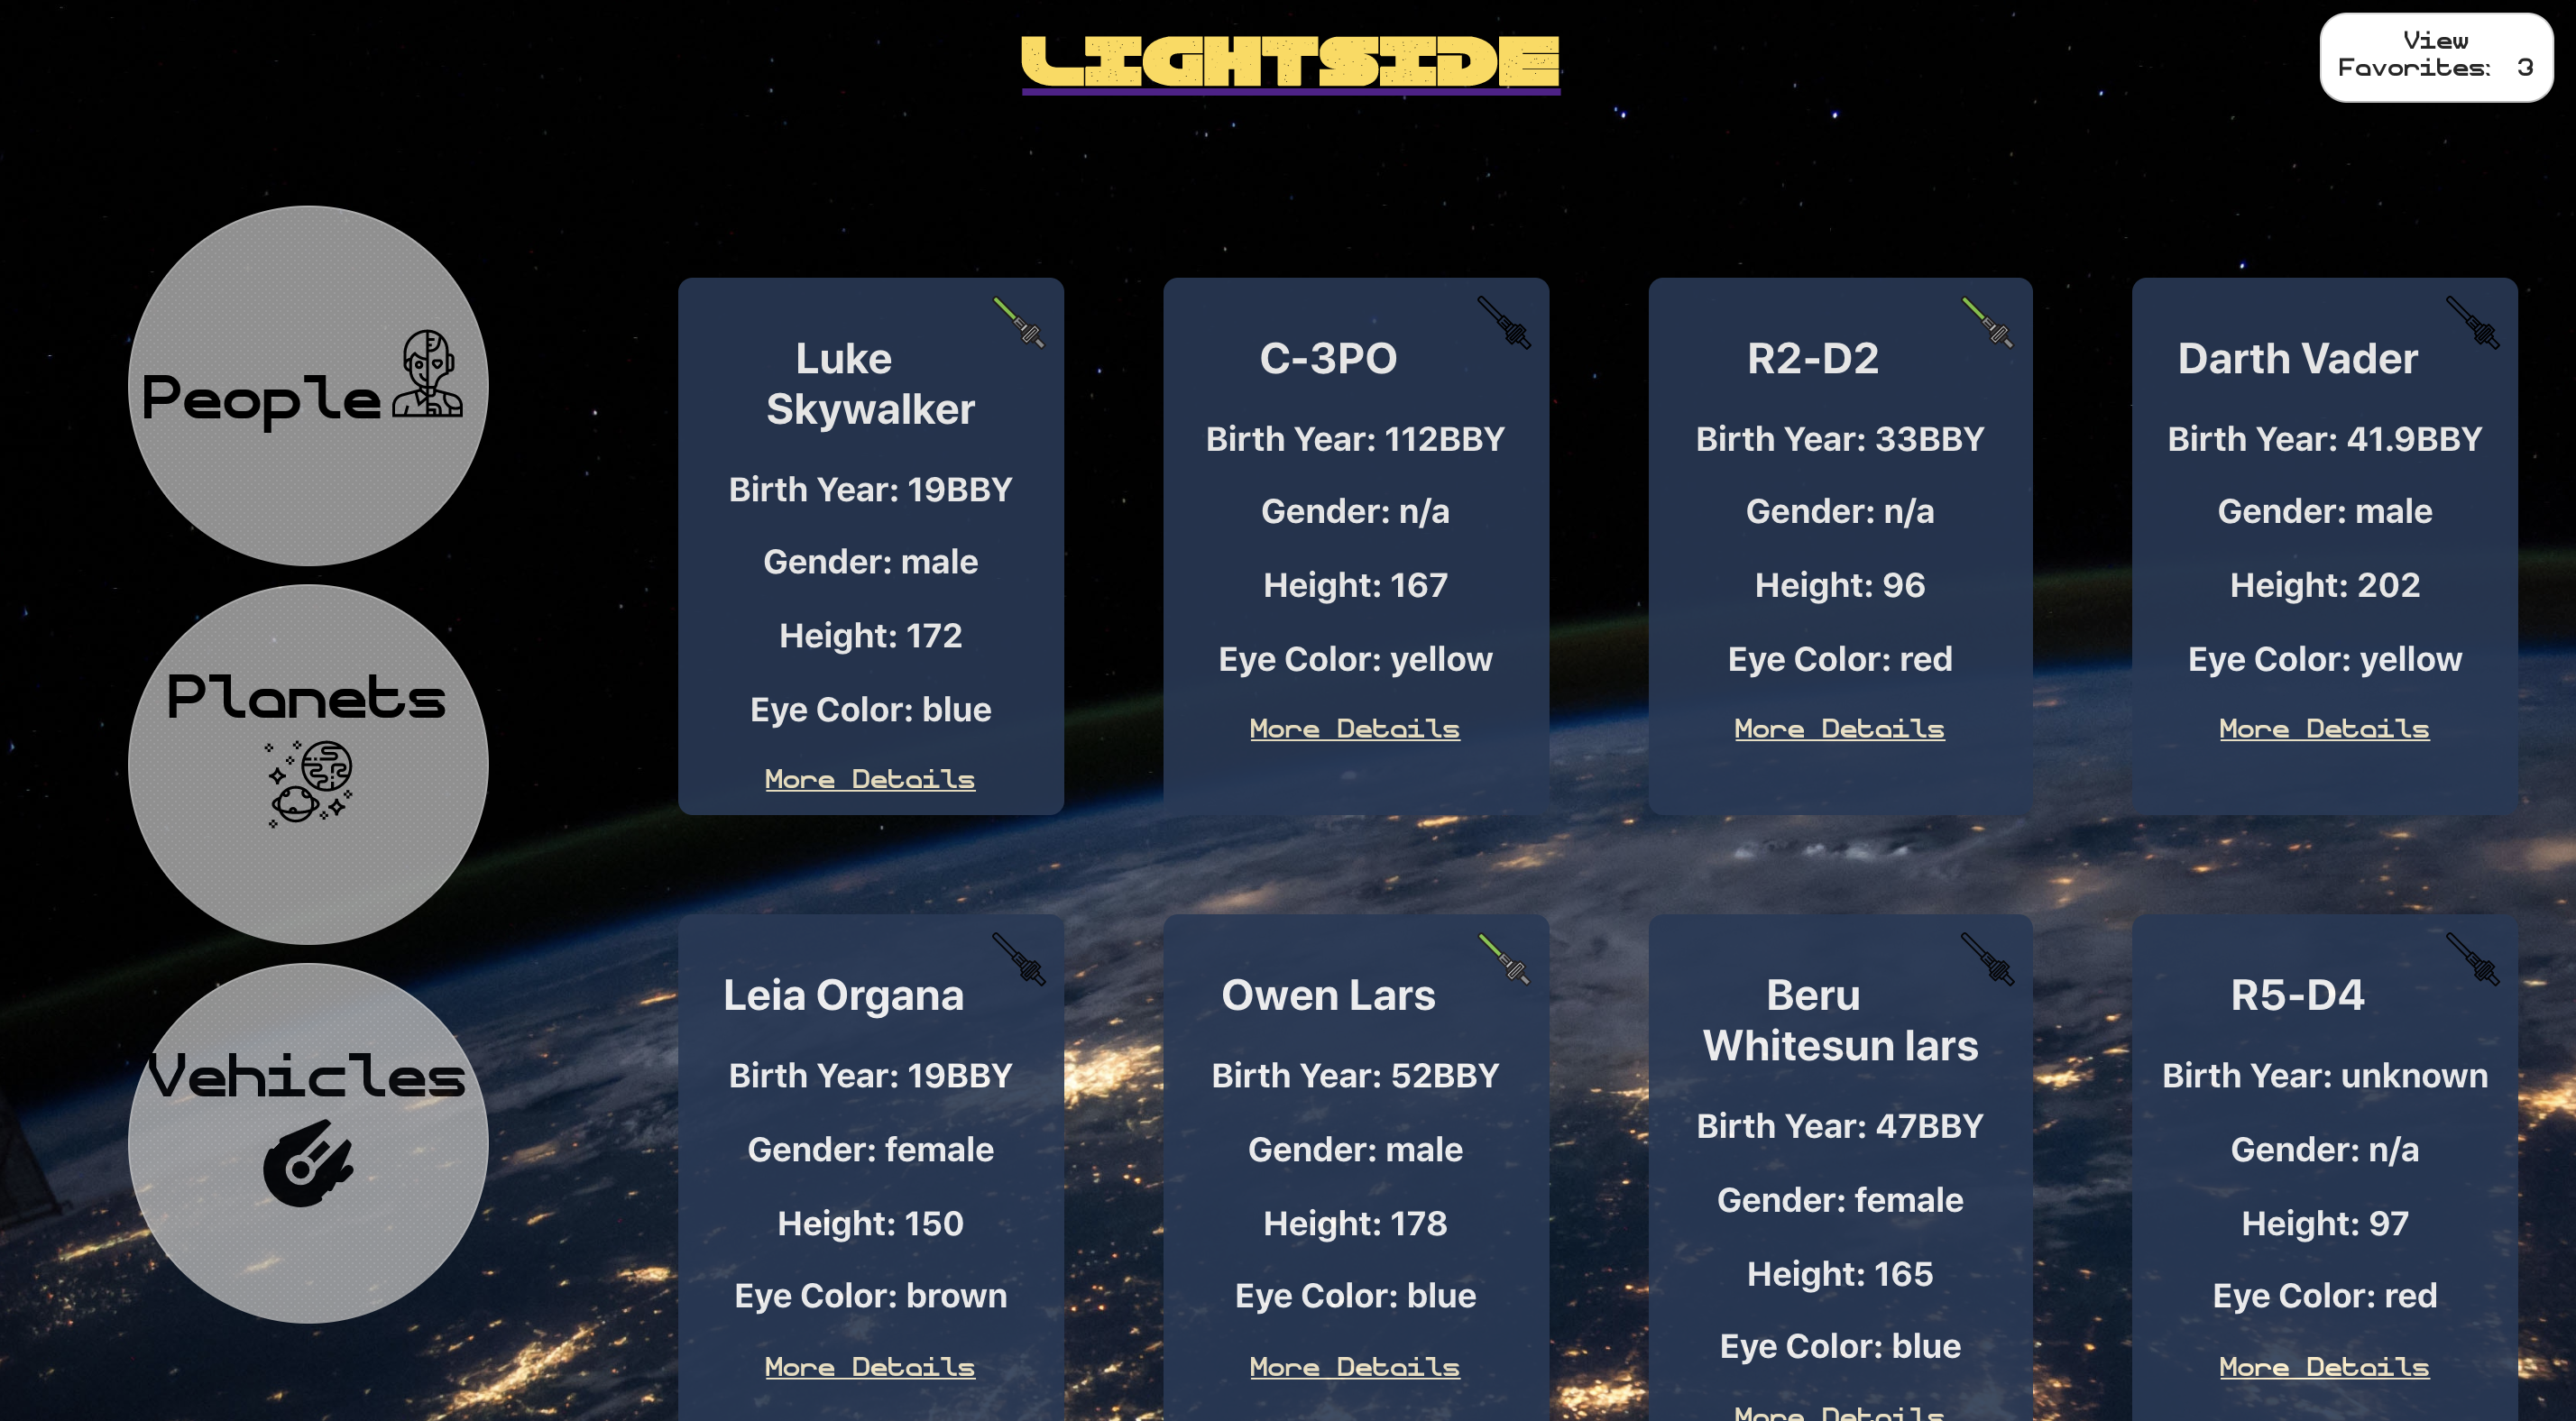 LIGHTSIDE
View
Favorites: 3
People
Planets
Vehicles
Luke
Skywalker
Birth Year: 19BBY
Gender: male
Height: 172
Eye Color: blue
More Details
C-3PO
Birth Year: 112BBY
Gender: n/a
Height: 167
Eye Color: yellow
More Details
R2-D2
Birth Year: 33BBY
Gender: n/a
Height: 96
Eye Color: red
More Details
Darth Vader
Birth Year: 41.9BBY
Gender: male
Height: 202
Eye Color: yellow
More Details
Leia Organa
Birth Year: 19BBY
Gender: female
Height: 150
Eye Color: brown
More Details
Owen Lars
Birth Year: 52BBY
Gender: male
Height: 178
Eye Color: blue
More Details
Beru
Whitesun lars
Birth Year: 47BBY
Gender: female
Height: 165
Eye Color: blue
More Details
R5-D4
Birth Year: unknown
Gender: n/a
Height: 97
Eye Color: red
More Details